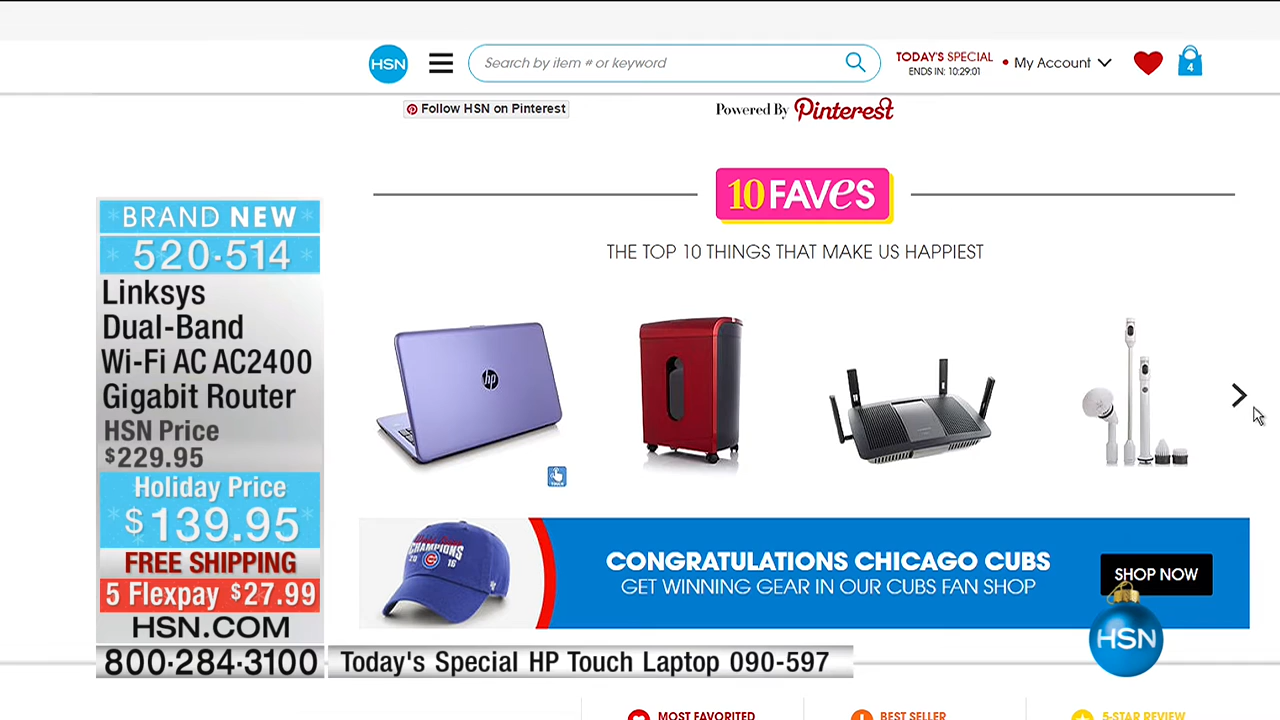 HSN
Search by item # or keyword
TODAY'S SPECIAL
ENDS IN: 10:29:01
My Account
4
Follow HSN on Pinterest
Powered By Pinterest
10 FAVES
THE TOP 10 THINGS THAT MAKE US HAPPIEST
BRAND NEW
520·514
Linksys
Dual-Band
Wi-Fi AC AC2400
Gigabit Router
HSN Price
$229.95
Holiday Price
$139.95
FREE SHIPPING
5 Flexpay $27.99
HSN.COM
800·284·3100
hp
CHAMPIONS
20 16
CONGRATULATIONS CHICAGO CUBS
GET WINNING GEAR IN OUR CUBS FAN SHOP
SHOP NOW
HSN
Today's Special HP Touch Laptop 090-597
MOST FAVORITED
BEST SELLER
5-STAR REVIEW